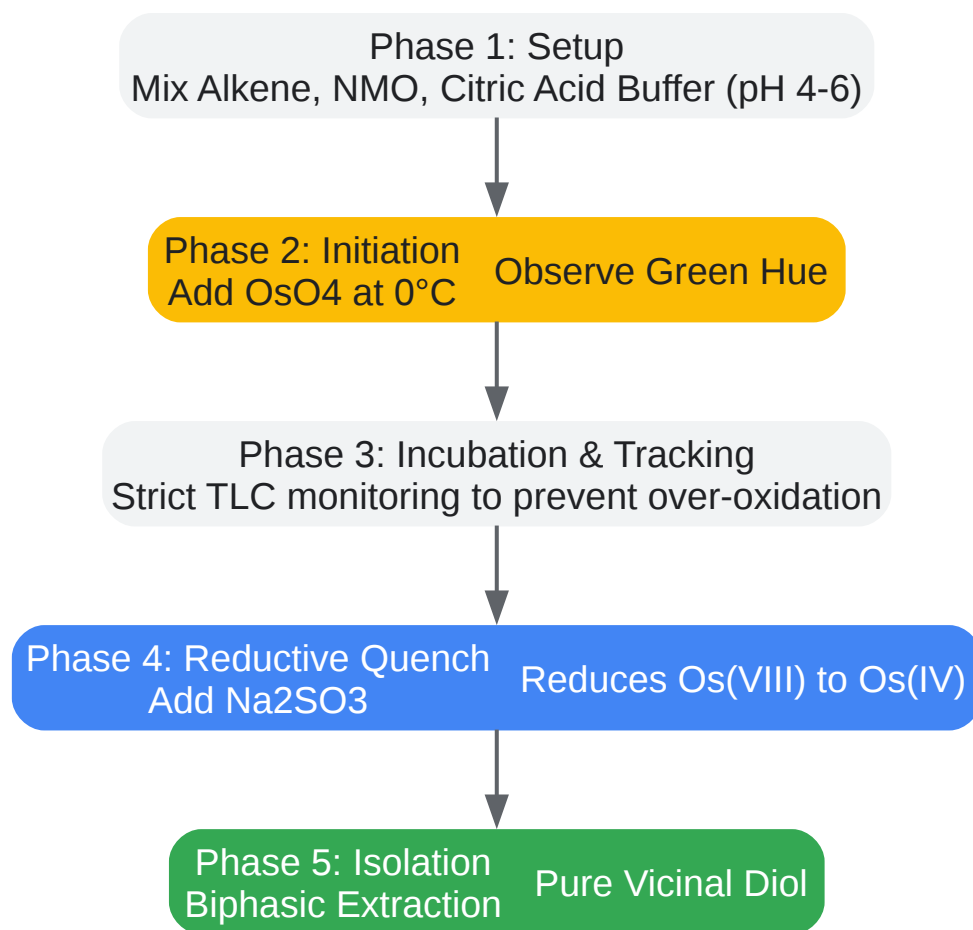 Phase 1: Setup
Mix Alkene, NMO, Citric Acid Buffer (pH 4-6)
Phase 2: Initiation
Add OsO4 at 0°C
Observe Green Hue
Phase 3: Incubation & Tracking
Strict TLC monitoring to prevent over-oxidation
Phase 4: Reductive Quench
Add Na2SO3
Reduces Os(VIII) to Os(IV)
Phase 5: Isolation
Biphasic Extraction
Pure Vicinal Diol